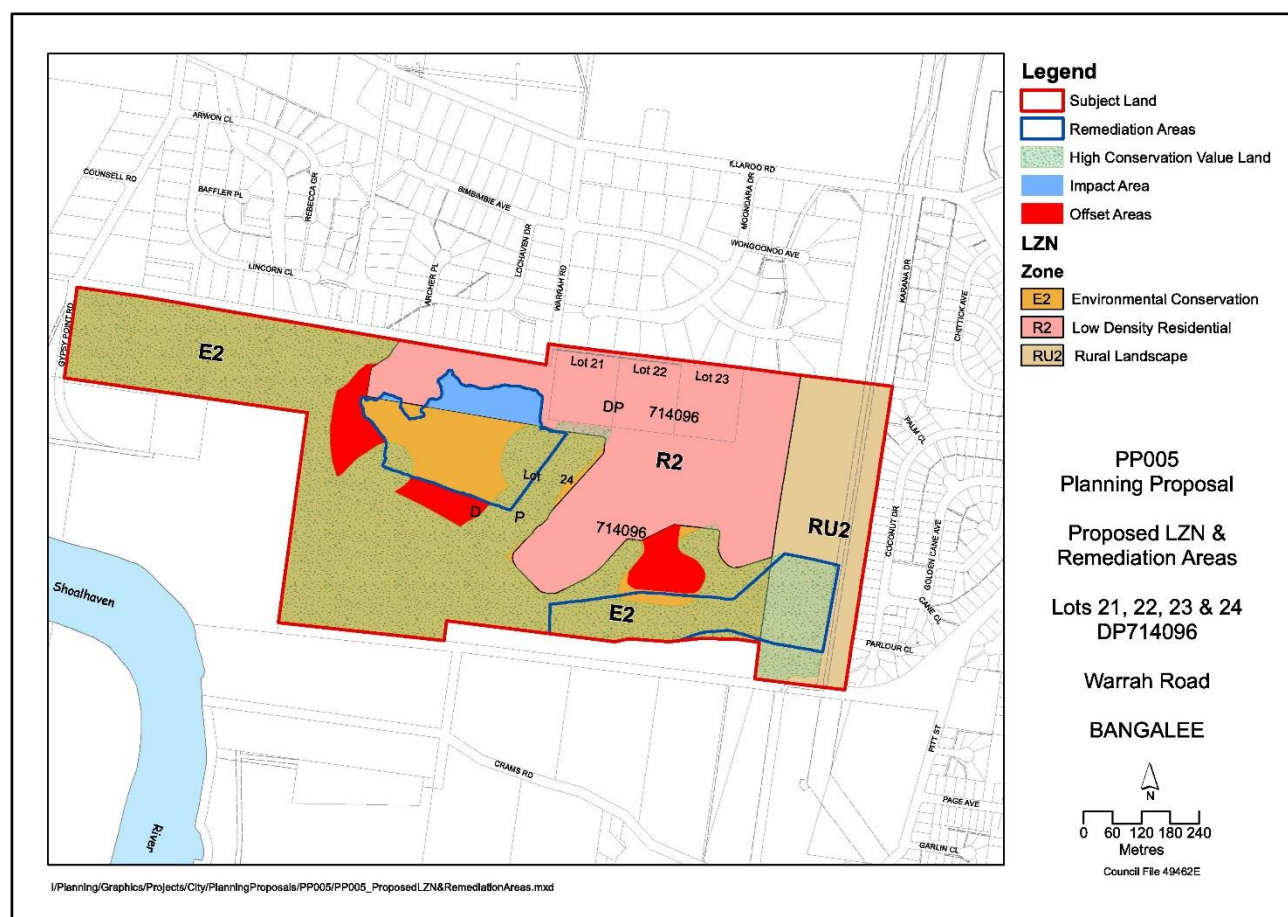 ARWON CL
COUNSELL RD
BAFFLER PL
REBECCA GR
BIMBIMBIE AVE
ILLAROO RD
MOONDARA DR
WONGOONOO AVE
LINCORN CL
ARCHER PL
LOCHAVEN DR
WARRAH RD
KARANA DR
CHITTICK AVE
GYPSY POINT RD
E2
Lot 21
Lot 22
Lot 23
DP 714096
R2
Lot 24
D P
714096
RU2
E2
PALM CL
COCONUT DR
GOLDEN CANE AVE
CANE CL
PARLOUR CL
PITT ST
PAGE AVE
GARLIN CL
CRAMS RD
Shoalhaven
River
Legend
Subject Land
Remediation Areas
High Conservation Value Land
Impact Area
Offset Areas
LZN
Zone
E2 Environmental Conservation
R2 Low Density Residential
RU2 Rural Landscape
PP005
Planning Proposal
Proposed LZN &
Remediation Areas
Lots 21, 22, 23 & 24
DP714096
Warrah Road
BANGALEE
N
0 60 120 180 240
Metres
Council File 49462E
I/Planning/Graphics/Projects/City/PlanningProposals/PP005/PP005_ProposedLZN&RemediationAreas.mxd